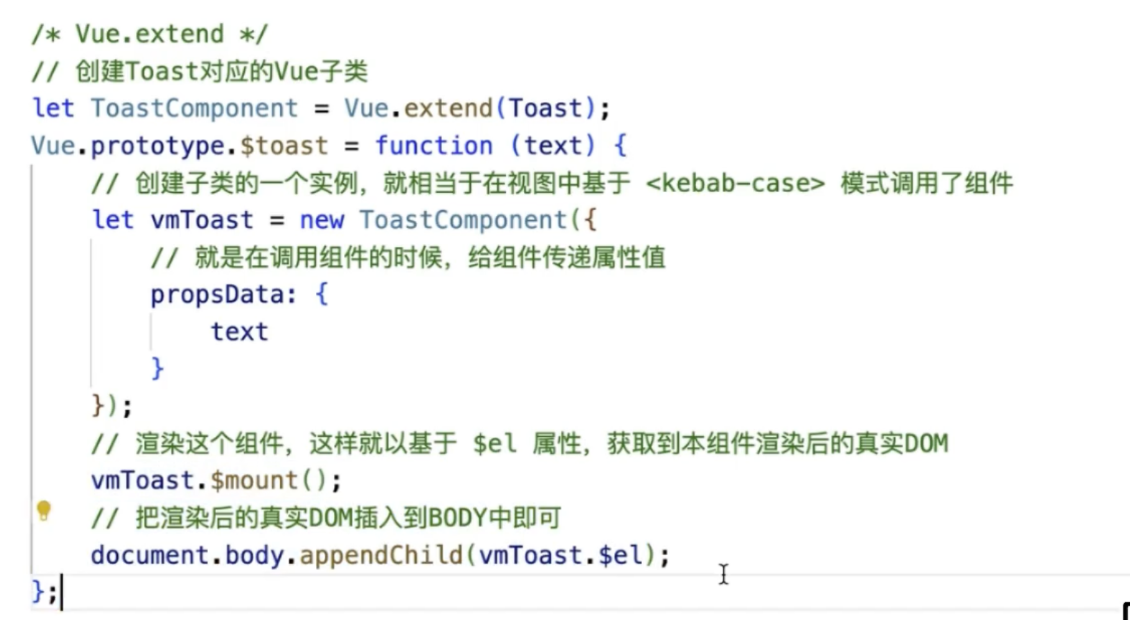 /* Vue.extend */
// 创建Toast对应的Vue子类
let ToastComponent = Vue.extend(Toast);
Vue.prototype.$toast = function (text) {
// 创建子类的一个实例，就相当于在视图中基于 <kebab-case> 模式调用了组件
let vmToast = new ToastComponent({
// 就是在调用组件的时候，给组件传递属性值
propsData: {
text
}
});
// 渲染这个组件，这样就以基于 $el 属性，获取到本组件渲染后的真实DOM
vmToast.$mount();
// 把渲染后的真实DOM插入到BODY中即可
document.body.appendChild(vmToast.$el);
};